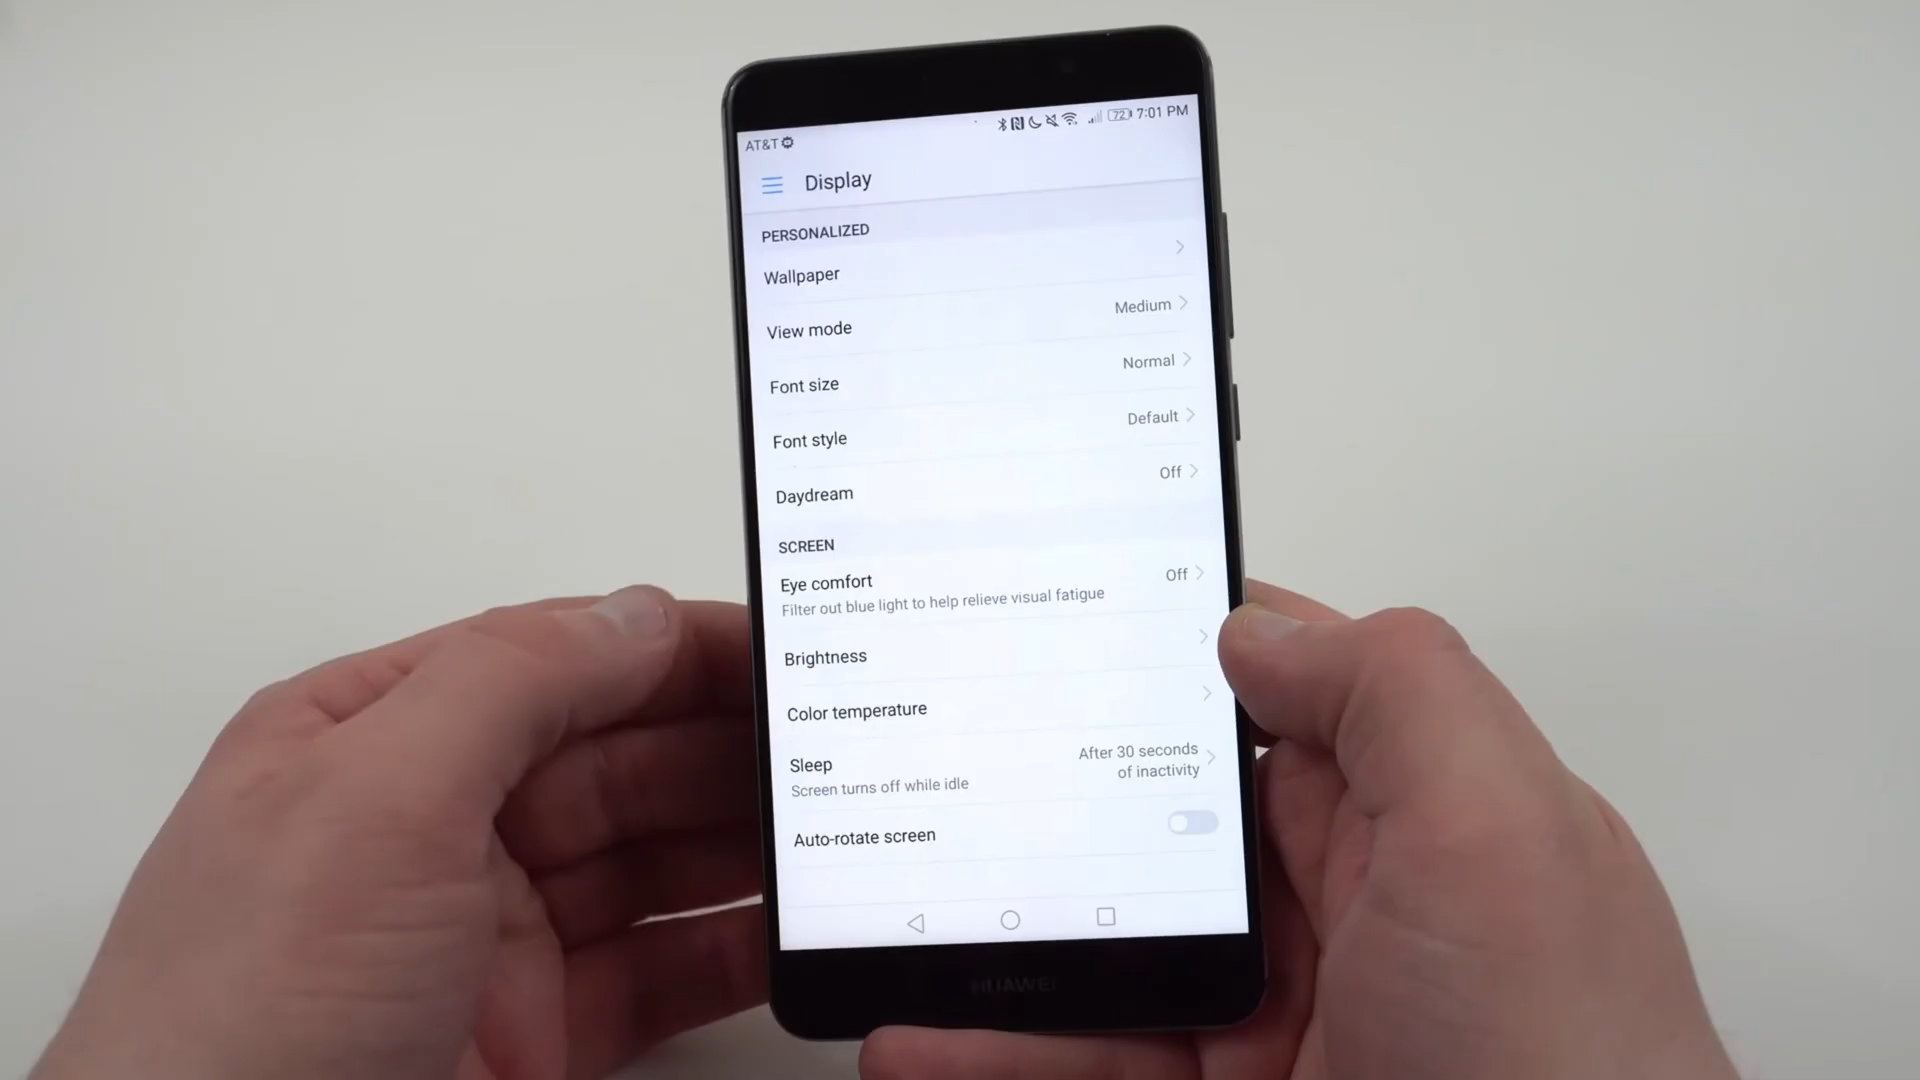 AT&T
72 7:01 PM
Display
PERSONALIZED
Wallpaper
View mode
Medium
Font size
Normal
Font style
Default
Daydream
Off
SCREEN
Eye comfort
Off
Filter out blue light to help relieve visual fatigue
Brightness
Color temperature
Sleep
After 30 seconds
of inactivity
Screen turns off while idle
Auto-rotate screen
HUAWEI